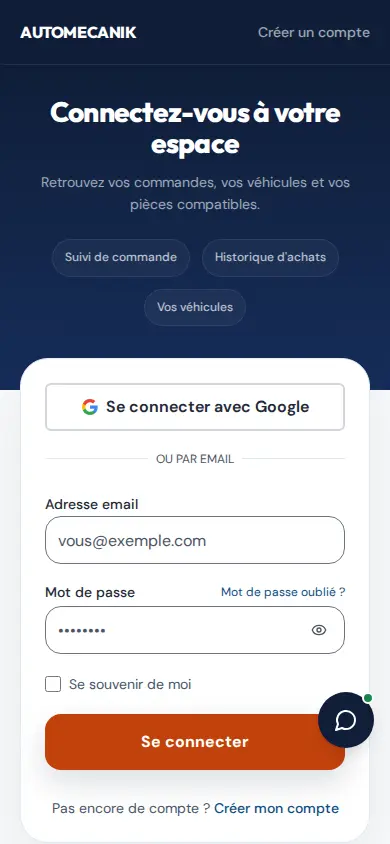 AUTOMECANIK
Créer un compte
Connectez-vous à votre
espace
Retrouvez vos commandes, vos véhicules et vos
pièces compatibles.
Suivi de commande
Historique d'achats
Vos véhicules
Se connecter avec Google
OU PAR EMAIL
Adresse email
vous@exemple.com
Mot de passe
Mot de passe oublié ?
••••••••
Se souvenir de moi
Se connecter
Pas encore de compte ? Créer mon compte